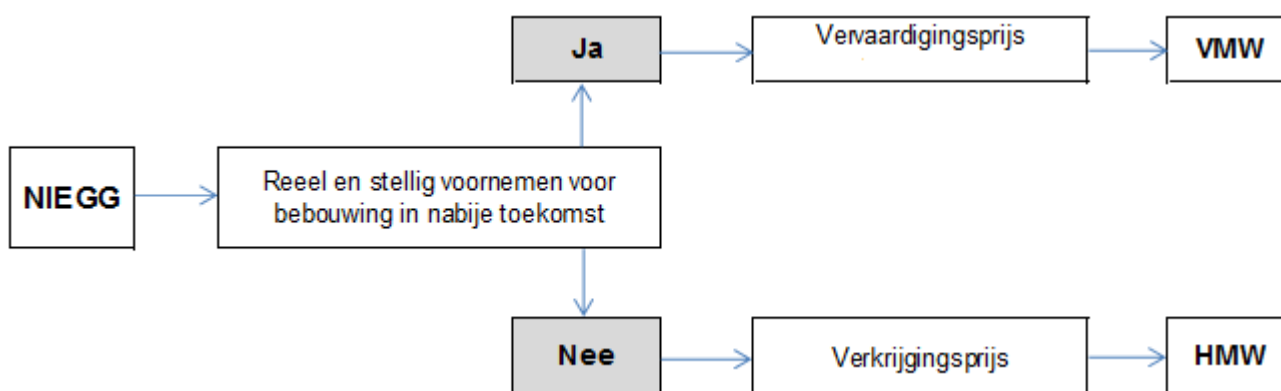 Ja
Vervaardigingsprijs
VMW
NIEGG
Reeel en stellig voornemen voor
bebouwing in nabije toekomst
Nee
Verkrijgingsprijs
HMW